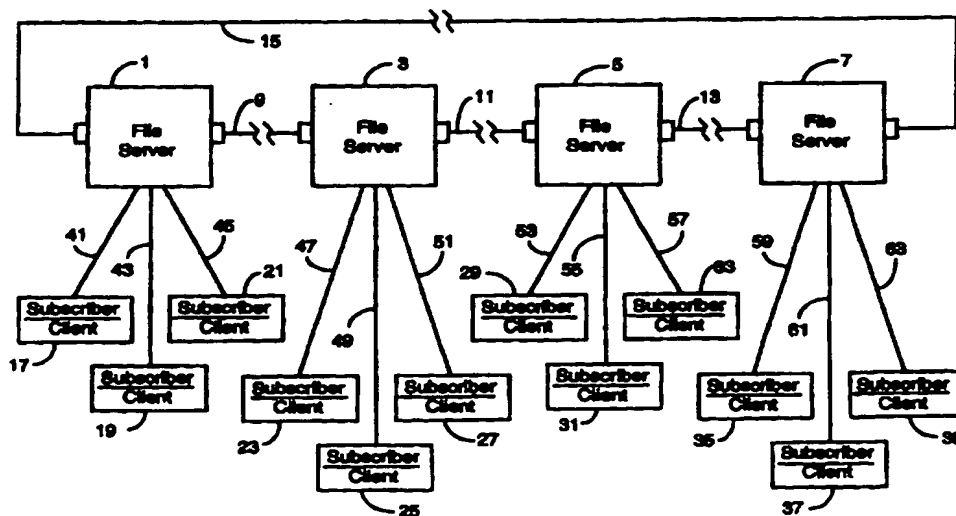 15
1
3
5
7
9
11
13
File
Server
File
Server
File
Server
File
Server
41
43
45
47
49
51
53
55
57
59
61
63
Subscriber
Client
17
Subscriber
Client
21
Subscriber
Client
19
Subscriber
Client
23
Subscriber
Client
25
Subscriber
Client
27
Subscriber
Client
29
Subscriber
Client
31
Subscriber
Client
Subscriber
Client
35
Subscriber
Client
37
Subscriber
Client